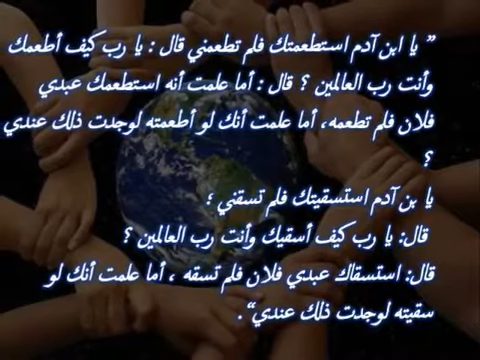 ” يا ابن آدم استطعمتك فلم تطعمني قال : يا رب كيف أطعمك
وأنت رب العالمين ؟ قال : أما علمت أنه استطعمك عبدي
فلان فلم تطعمه، أما علمت أنك لو أطعمته لوجدت ذلك عندي
؟
يا بن آدم استسقيتك فلم تسقني ؛
قال: يا رب كيف أسقيك وأنت رب العالمين ؟
قال: استسقاك عبدي فلان فلم تسقه ، أما علمت أنك لو
سقيته لوجدت ذلك عندي“.